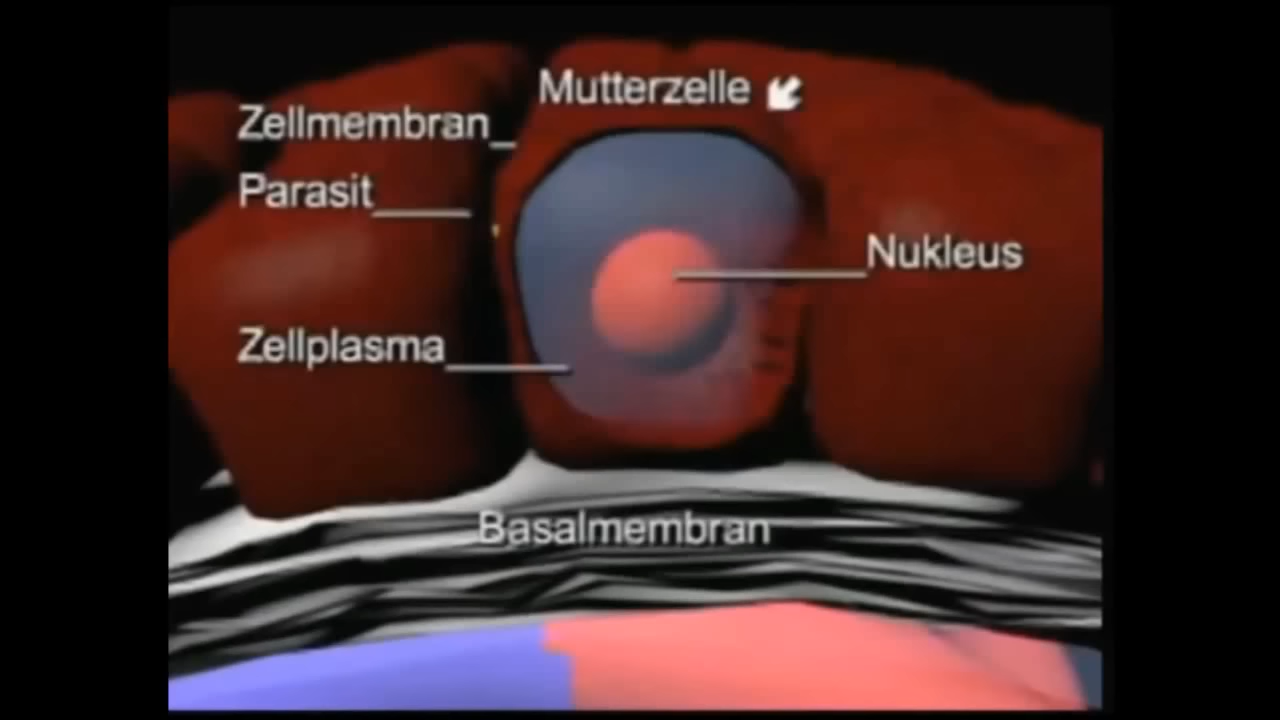 Mutterzelle
Zellmembran
Parasit
Nukleus
Zellplasma
Basalmembran